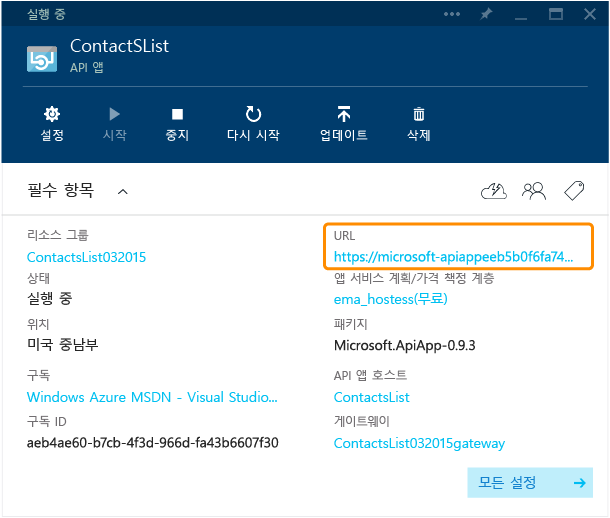 실행 중
ContactSList
API 앱
설정
시작
중지
다시 시작
업데이트
삭제
필수 항목
리소스 그룹
ContactsList032015
상태
실행 중
위치
미국 중남부
구독
Windows Azure MSDN - Visual Studio...
구독 ID
aeb4ae60-b7cb-4f3d-966d-fa43b6607f30
URL
https://microsoft-apiappeeb5b0f6fa74...
앱 서비스 계획/가격 책정 계층
ema_hostess(무료)
패키지
Microsoft.ApiApp-0.9.3
API 앱 호스트
ContactsList
게이트웨이
ContactsList032015gateway
모든 설정